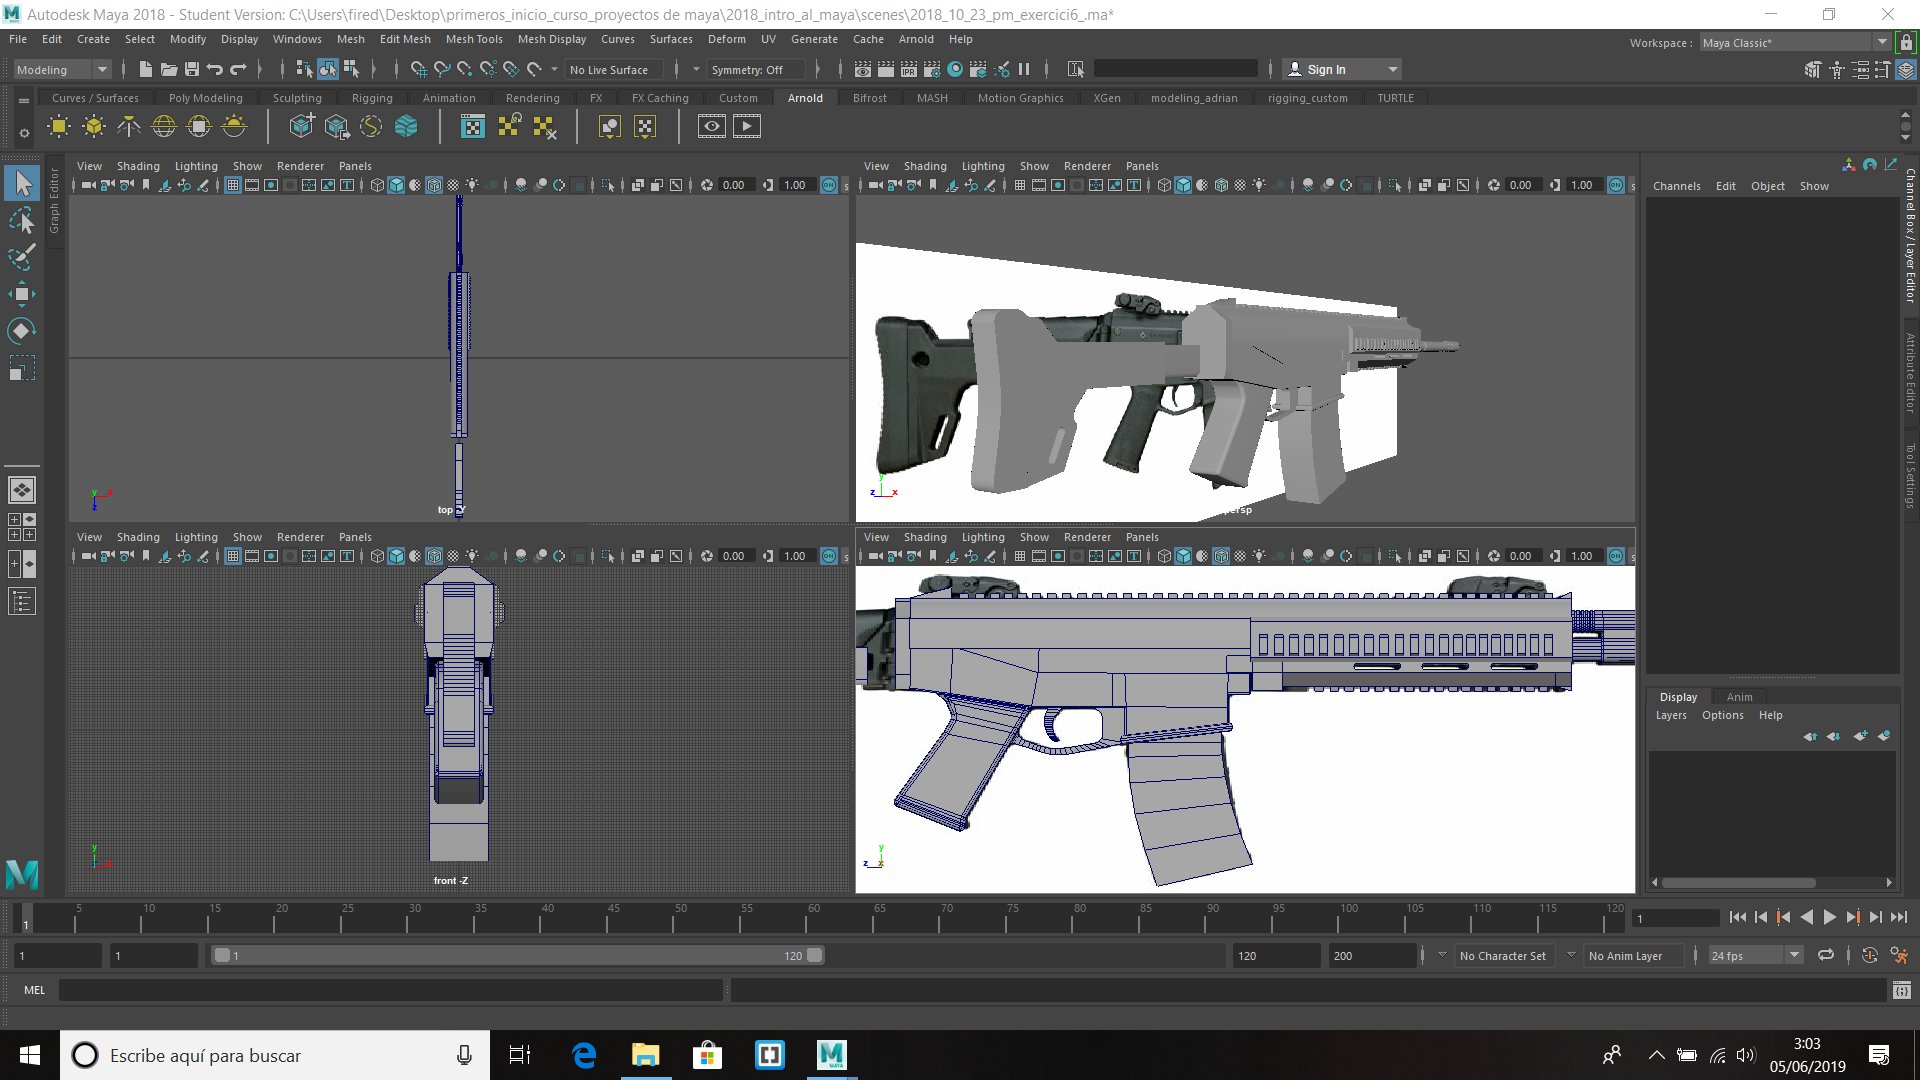 Autodesk Maya 2018 - Student Version: C:\Users\fired\Desktop\primeros_inicio_curso_proyectos de maya\2018_intro_al_maya\scenes\2018_10_23_pm_exercici6_.ma*
File Edit Create Select Modify Display Windows Mesh Edit Mesh Mesh Tools Mesh Display Curves Surfaces Deform UV Generate Cache Arnold Help
Workspace : Maya Classic*
Modeling No Live Surface Symmetry: Off IPR Sign In
Curves / Surfaces Poly Modeling Sculpting Rigging Animation Rendering FX FX Caching Custom Arnold Bifrost MASH Motion Graphics XGen modeling_adrian rigging_custom TURTLE
View Shading Lighting Show Renderer Panels
0.00 1.00
View Shading Lighting Show Renderer Panels
0.00 1.00
Graph Editor
top -Y
persp
View Shading Lighting Show Renderer Panels
0.00 1.00
View Shading Lighting Show Renderer Panels
0.00 1.00
front -Z
Channels Edit Object Show
Channel Box / Layer Editor
Attribute Editor
Tool Settings
Display Anim
Layers Options Help
1 5 10 15 20 25 30 35 40 45 50 55 60 65 70 75 80 85 90 95 100 105 110 115 120
1
1 1 1 120 120 200 No Character Set No Anim Layer 24 fps
MEL
Escribe aquí para buscar
3:03
05/06/2019